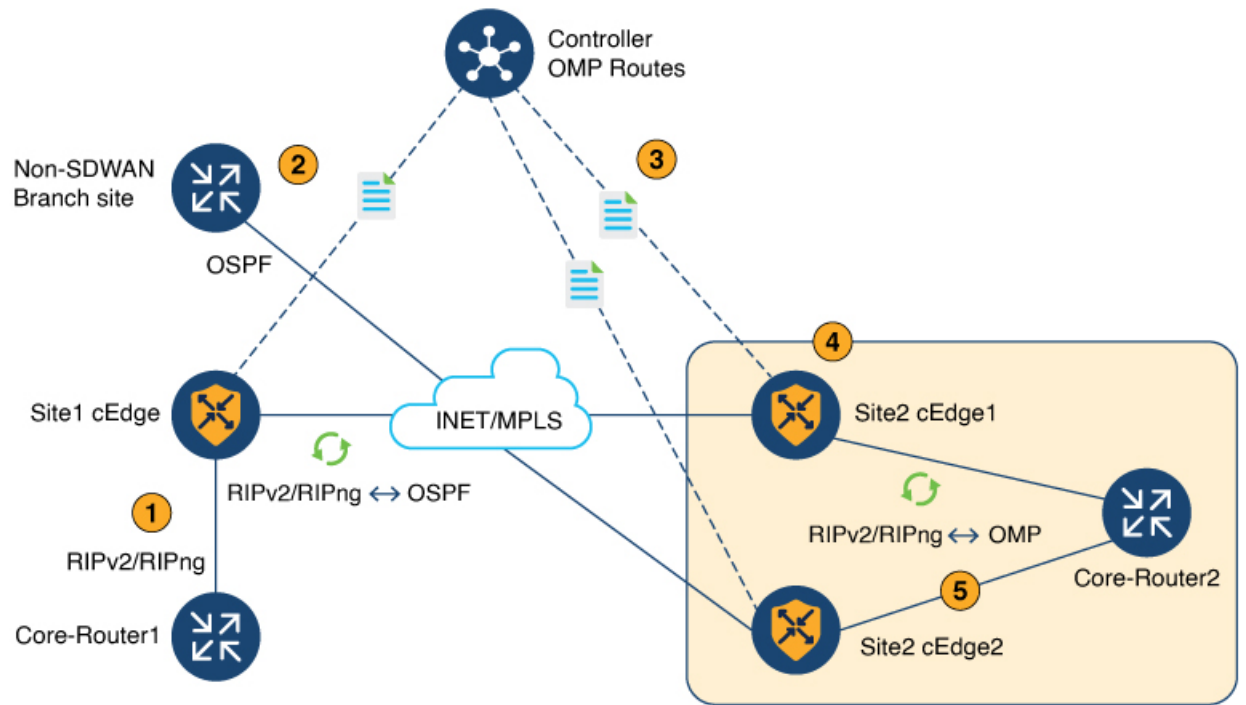 Controller
OMP Routes
2
3
Non-SDWAN
Branch site
OSPF
4
Site1 cEdge
INET/MPLS
Site2 cEdge1
RIPv2/RIPng ↔ OSPF
1
RIPv2/RIPng
RIPv2/RIPng ↔ OMP
Core-Router2
5
Core-Router1
Site2 cEdge2